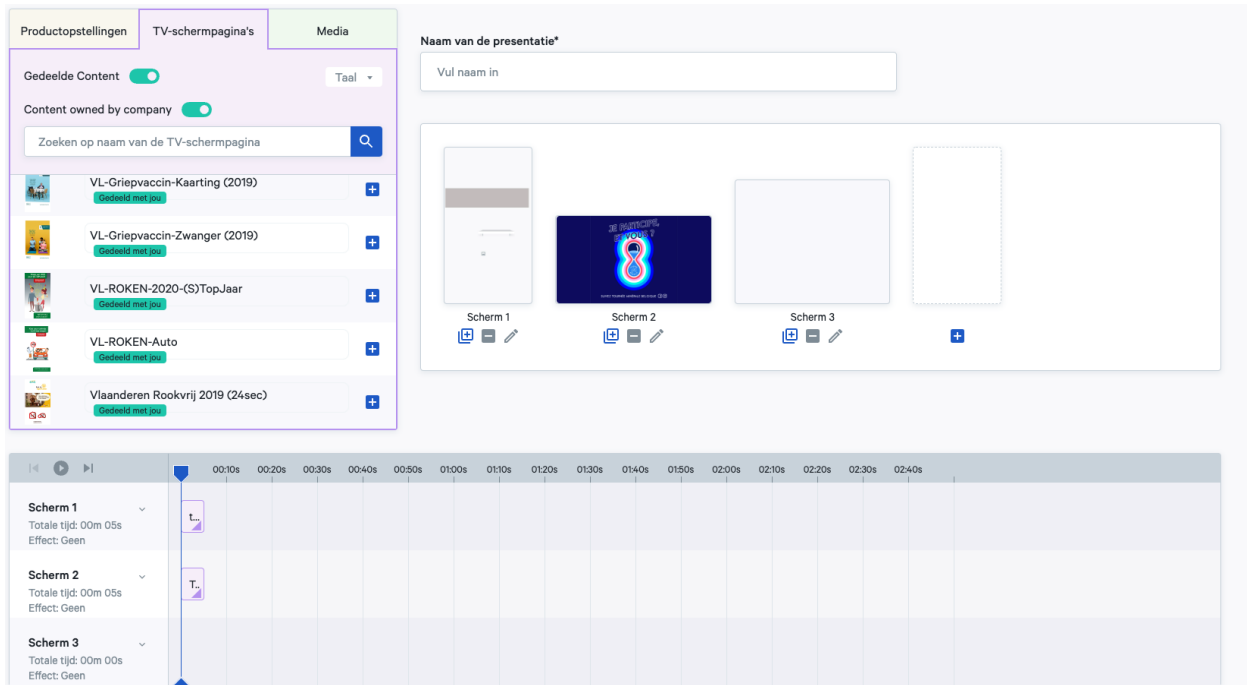 Productopstellingen
TV-schermpagina's
Media
Gedeelde Content
Taal
Content owned by company
Zoeken op naam van de TV-schermpagina
VL-Griepvaccin-Kaarting (2019)
Gedeeld met jou
VL-Griepvaccin-Zwanger (2019)
Gedeeld met jou
VL-ROKEN-2020-(S)TopJaar
Gedeeld met jou
VL-ROKEN-Auto
Gedeeld met jou
Vlaanderen Rookvrij 2019 (24sec)
Gedeeld met jou
Naam van de presentatie*
Vul naam in
JE PARTICIPE,
ET VOUS ?
Scherm 1
Scherm 2
Scherm 3
00:10s 00:20s 00:30s 00:40s 00:50s 01:00s 01:10s 01:20s 01:30s 01:40s 01:50s 02:00s 02:10s 02:20s 02:30s 02:40s
Scherm 1
Totale tijd: 00m 05s
Effect: Geen
t...
Scherm 2
Totale tijd: 00m 05s
Effect: Geen
T...
Scherm 3
Totale tijd: 00m 00s
Effect: Geen